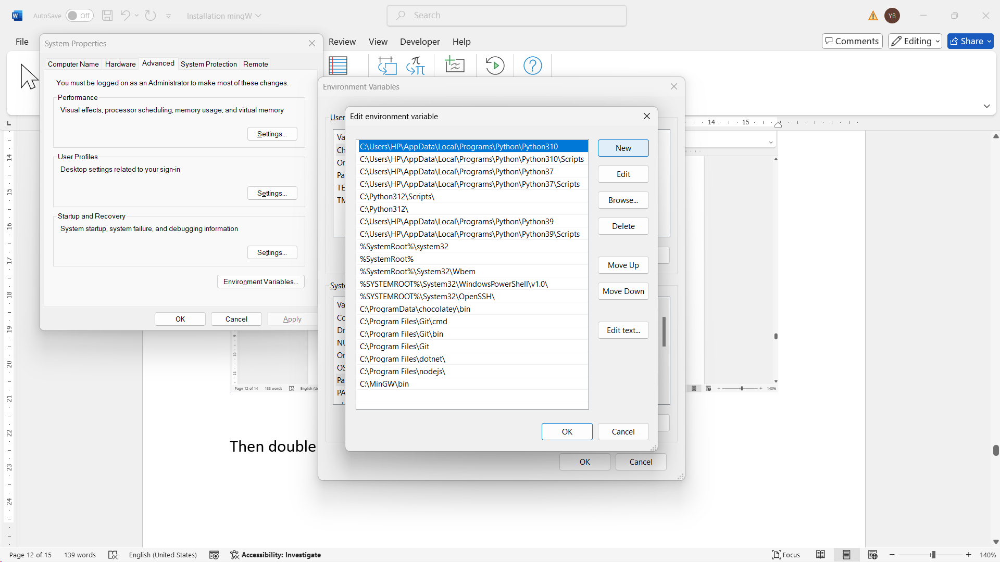 AutoSave Off Installation mingW Search YB
File Review View Developer Help Comments Editing Share
System Properties
Computer Name Hardware Advanced System Protection Remote
You must be logged on as an Administrator to make most of these changes.
Performance
Visual effects, processor scheduling, memory usage, and virtual memory
Settings...
User Profiles
Desktop settings related to your sign-in
Settings...
Startup and Recovery
System startup, system failure, and debugging information
Settings...
Environment Variables...
OK Cancel Apply
Environment Variables
User
Va
Ch
On
Pa
TE
TM
Syste
Va
Co
Dr
NU
On
OS
Pa
PA
OK Cancel
Edit environment variable
C:\Users\HP\AppData\Local\Programs\Python\Python310
C:\Users\HP\AppData\Local\Programs\Python\Python310\Scripts
C:\Users\HP\AppData\Local\Programs\Python\Python37
C:\Users\HP\AppData\Local\Programs\Python\Python37\Scripts
C:\Python312\Scripts\
C:\Python312\
C:\Users\HP\AppData\Local\Programs\Python\Python39
C:\Users\HP\AppData\Local\Programs\Python\Python39\Scripts
%SystemRoot%\system32
%SystemRoot%
%SystemRoot%\System32\Wbem
%SYSTEMROOT%\System32\WindowsPowerShell\v1.0\
%SYSTEMROOT%\System32\OpenSSH\
C:\ProgramData\chocolatey\bin
C:\Program Files\Git\cmd
C:\Program Files\Git\bin
C:\Program Files\Git
C:\Program Files\dotnet\
C:\Program Files\nodejs\
C:\MinGW\bin
New
Edit
Browse...
Delete
Move Up
Move Down
Edit text...
OK Cancel
14 15
14
15
16
17
18
19
20
21
22
23
24
9
10
11
Page 12 of 14 133 words English (Un 140%
Then double
Page 12 of 15 139 words English (United States) Accessibility: Investigate Focus 140%